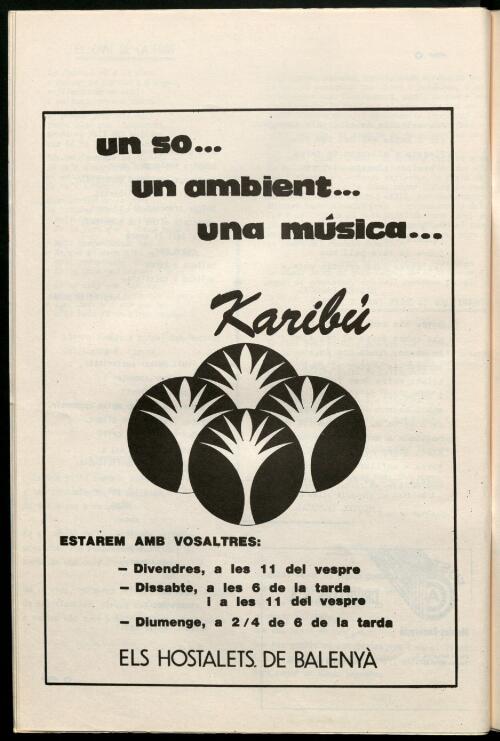 un so...
un ambient...
una música...
Karibú
ESTAREM AMB VOSALTRES:
– Divendres, a les 11 del vespre
– Dissabte, a les 6 de la tarda
i a les 11 del vespre
– Diumenge, a 2/4 de 6 de la tarda
ELS HOSTALETS. DE BALENYÀ